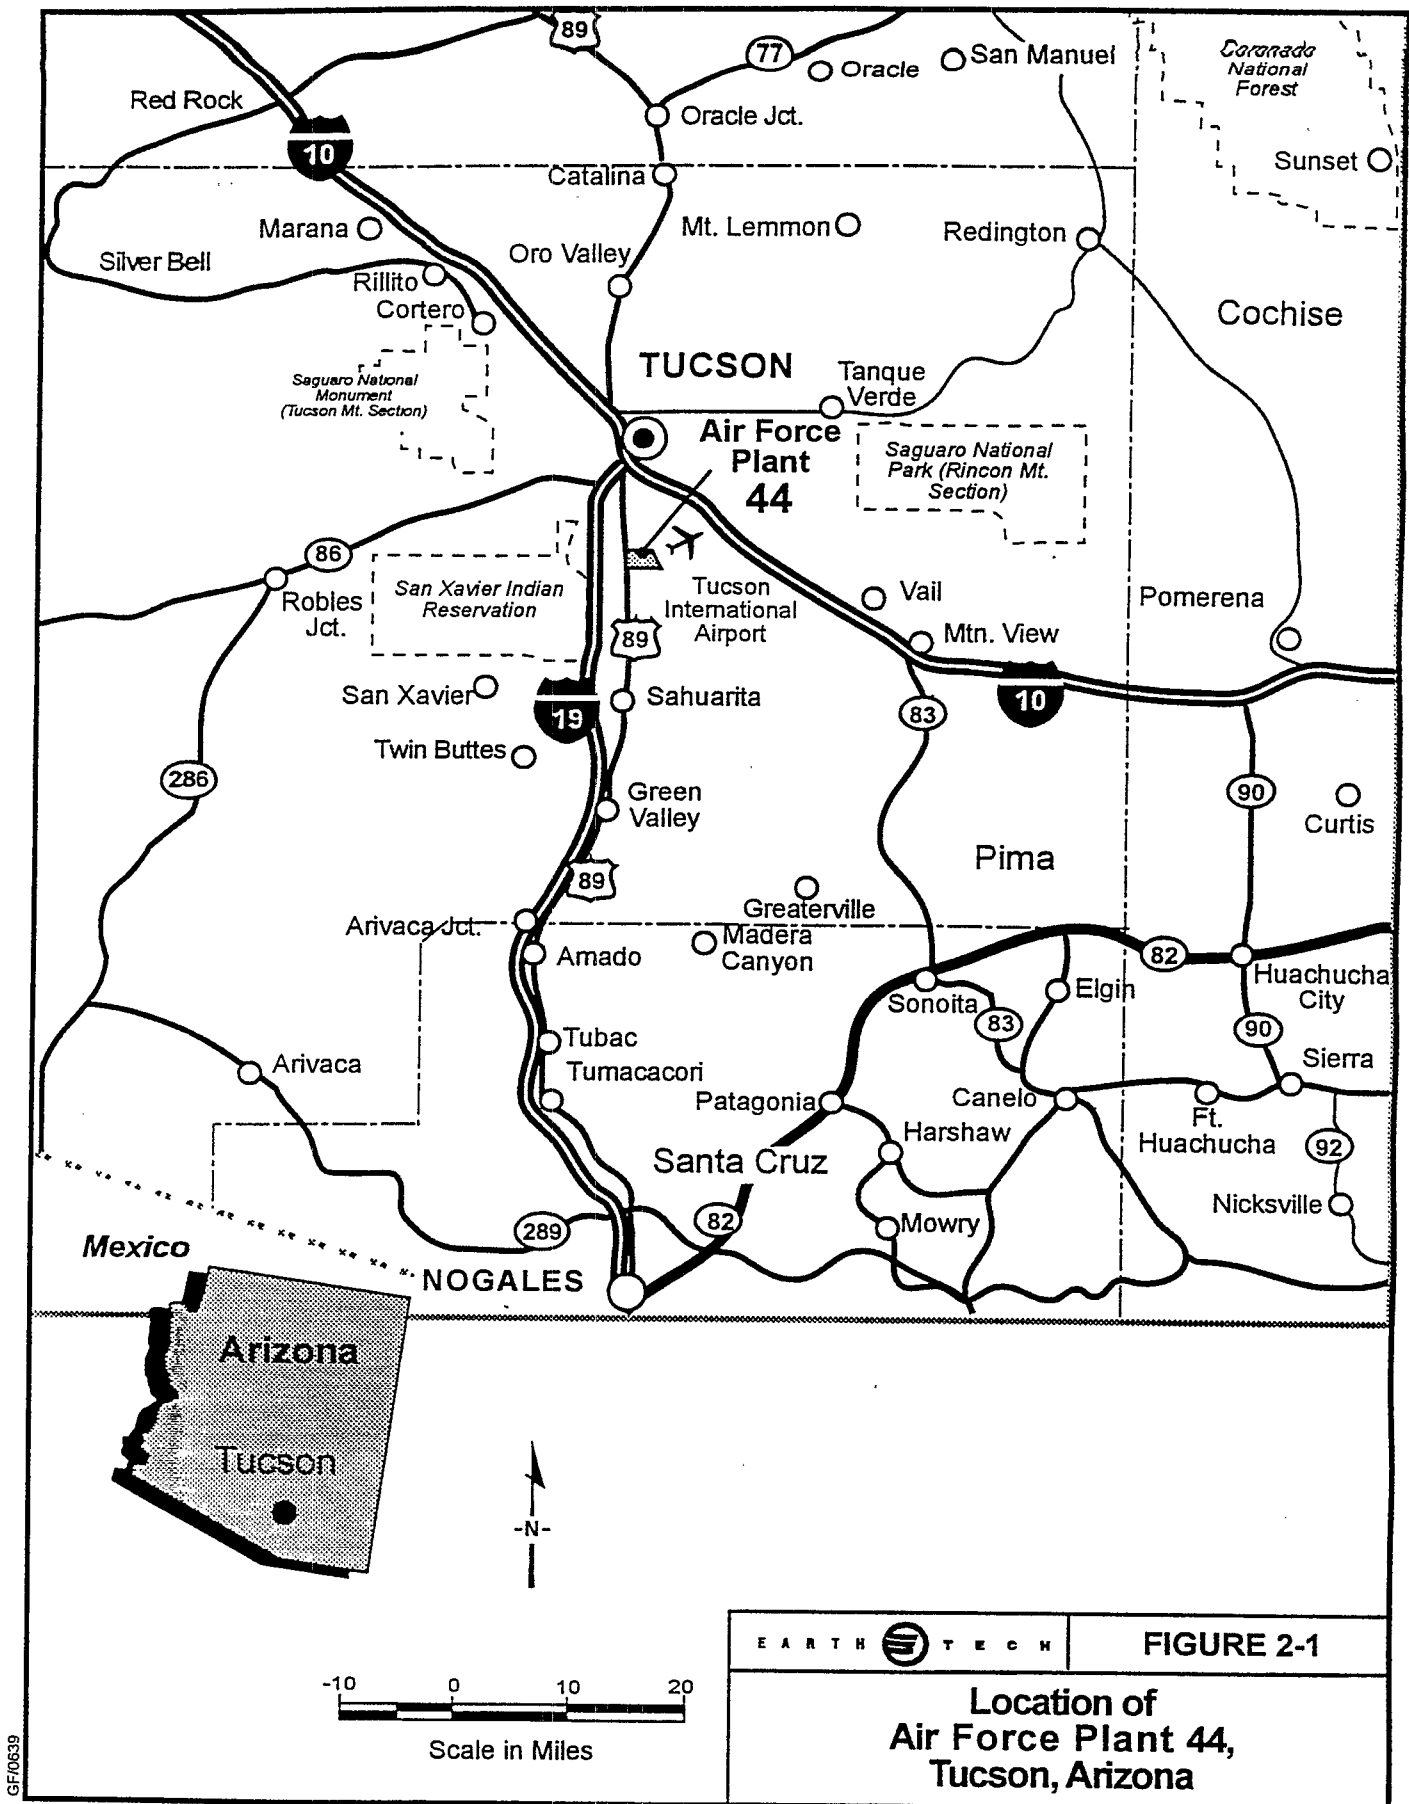 89
77
Oracle
San Manuel
Coronado
National
Forest
Red Rock
Oracle Jct.
10
Sunset
Catalina
Marana
Mt. Lemmon
Redington
Oro Valley
Silver Bell
Rillito
Cortero
Cochise
TUCSON
Tanque
Verde
Saguaro National
Monument
(Tucson Mt. Section)
Air Force
Plant
44
Saguaro National
Park (Rincon Mt.
Section)
86
San Xavier Indian
Reservation
Robles
Jct.
Tucson
International
Airport
Vail
Pomerena
89
Mtn. View
San Xavier
19
Sahuarita
83
10
Twin Buttes
286
Green
Valley
90
Curtis
Pima
89
Greaterville
Arivaca Jct.
Madera
Canyon
Amado
82
Huachucha
City
Sonoita
Elgin
83
90
Tubac
Sierra
Arivaca
Tumacacori
Patagonia
Canelo
Ft.
Huachucha
Harshaw
92
Santa Cruz
Nicksville
289
82
Mowry
Mexico
NOGALES
Arizona
Tucson
-N-
EARTH TECH
FIGURE 2-1
-10 0 10 20
Scale in Miles
Location of
Air Force Plant 44,
Tucson, Arizona
GF/0639